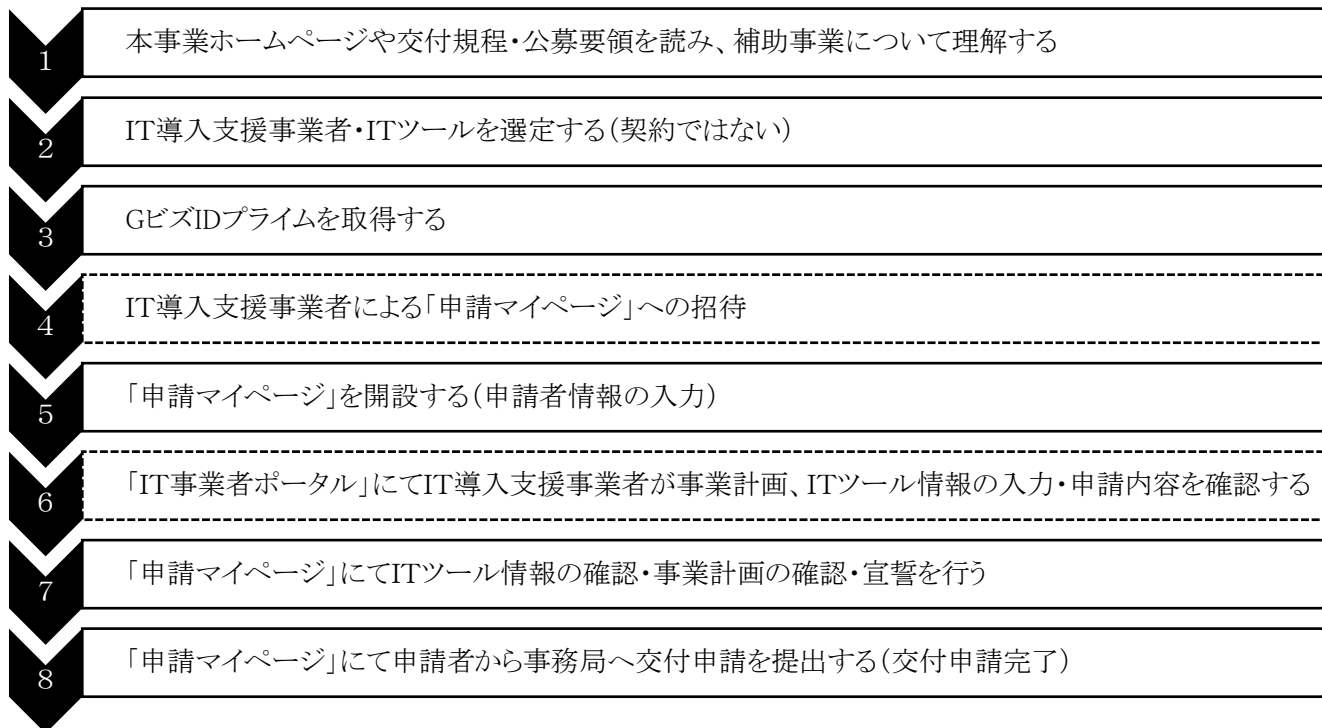 1
本事業ホームページや交付規程・公募要領を読み、補助事業について理解する
2
IT導入支援事業者・ITツールを選定する(契約ではない)
3
GビズIDプライムを取得する
4
IT導入支援事業者による「申請マイページ」への招待
5
「申請マイページ」を開設する(申請者情報の入力)
6
「IT事業者ポータル」にてIT導入支援事業者が事業計画、ITツール情報の入力・申請内容を確認する
7
「申請マイページ」にてITツール情報の確認・事業計画の確認・宣誓を行う
8
「申請マイページ」にて申請者から事務局へ交付申請を提出する(交付申請完了)